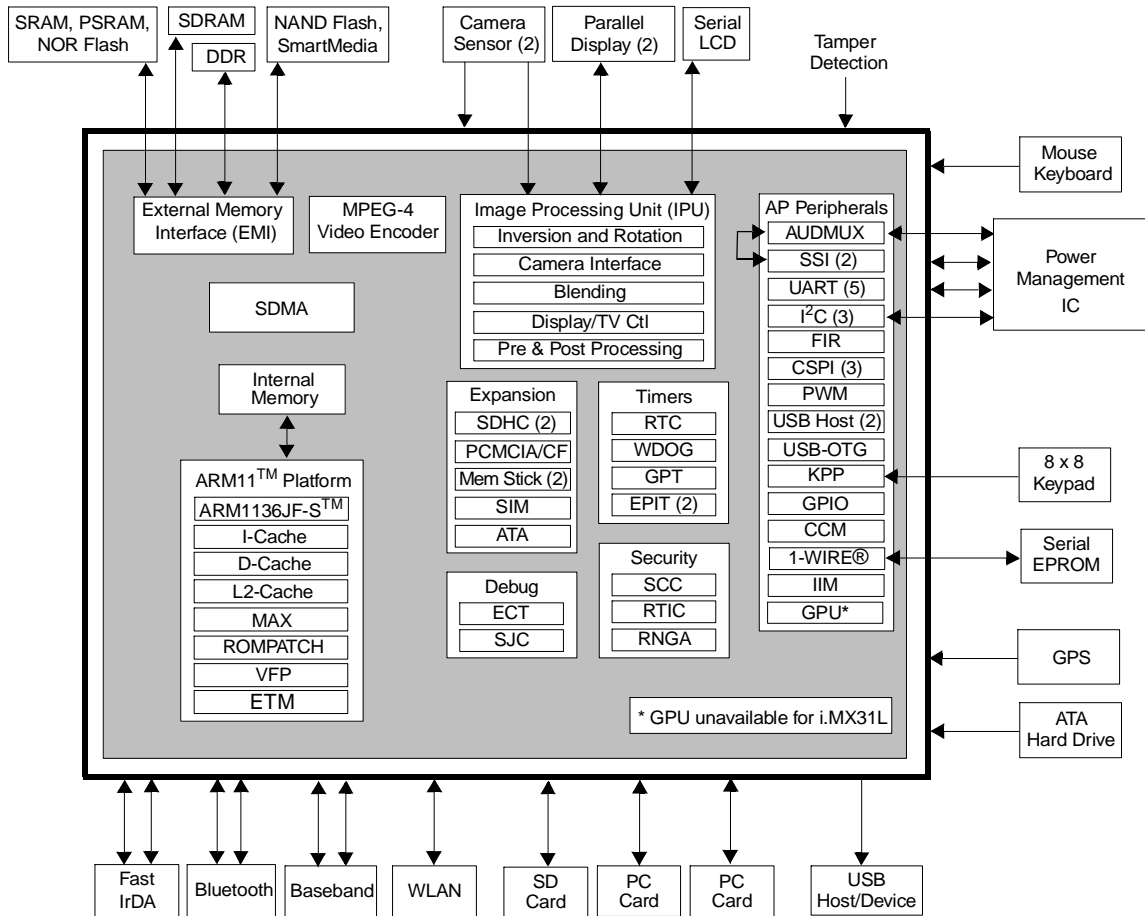 SRAM, PSRAM,
NOR Flash
SDRAM
DDR
NAND Flash,
SmartMedia
Camera
Sensor (2)
Parallel
Display (2)
Serial
LCD
Tamper
Detection
External Memory
Interface (EMI)
MPEG-4
Video Encoder
SDMA
Internal
Memory
ARM11™ Platform
ARM1136JF-S™
I-Cache
D-Cache
L2-Cache
MAX
ROMPATCH
VFP
ETM
Image Processing Unit (IPU)
Inversion and Rotation
Camera Interface
Blending
Display/TV Ctl
Pre & Post Processing
Expansion
SDHC (2)
PCMCIA/CF
Mem Stick (2)
SIM
ATA
Timers
RTC
WDOG
GPT
EPIT (2)
Debug
ECT
SJC
Security
SCC
RTIC
RNGA
AP Peripherals
AUDMUX
SSI (2)
UART (5)
I²C (3)
FIR
CSPI (3)
PWM
USB Host (2)
USB-OTG
KPP
GPIO
CCM
1-WIRE®
IIM
GPU*
* GPU unavailable for i.MX31L
Mouse
Keyboard
Power
Management
IC
8 x 8
Keypad
Serial
EPROM
GPS
ATA
Hard Drive
Fast
IrDA
Bluetooth
Baseband
WLAN
SD
Card
PC
Card
PC
Card
USB
Host/Device